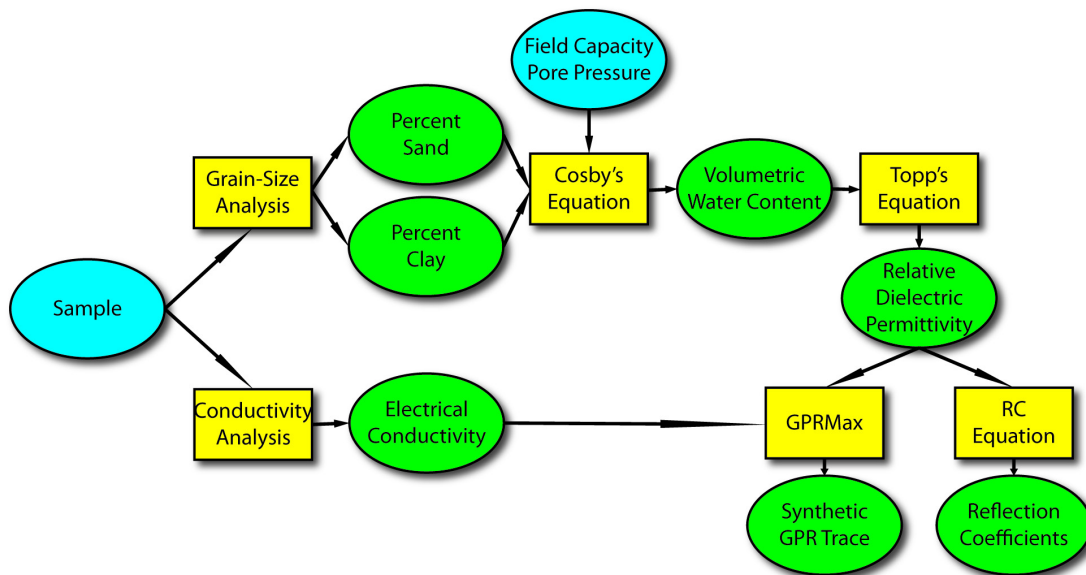 Field Capacity
Pore Pressure
Percent
Sand
Grain-Size
Analysis
Cosby's
Equation
Volumetric
Water Content
Topp's
Equation
Percent
Clay
Relative
Dielectric
Permittivity
Sample
Conductivity
Analysis
Electrical
Conductivity
GPRMax
RC
Equation
Synthetic
GPR Trace
Reflection
Coefficients